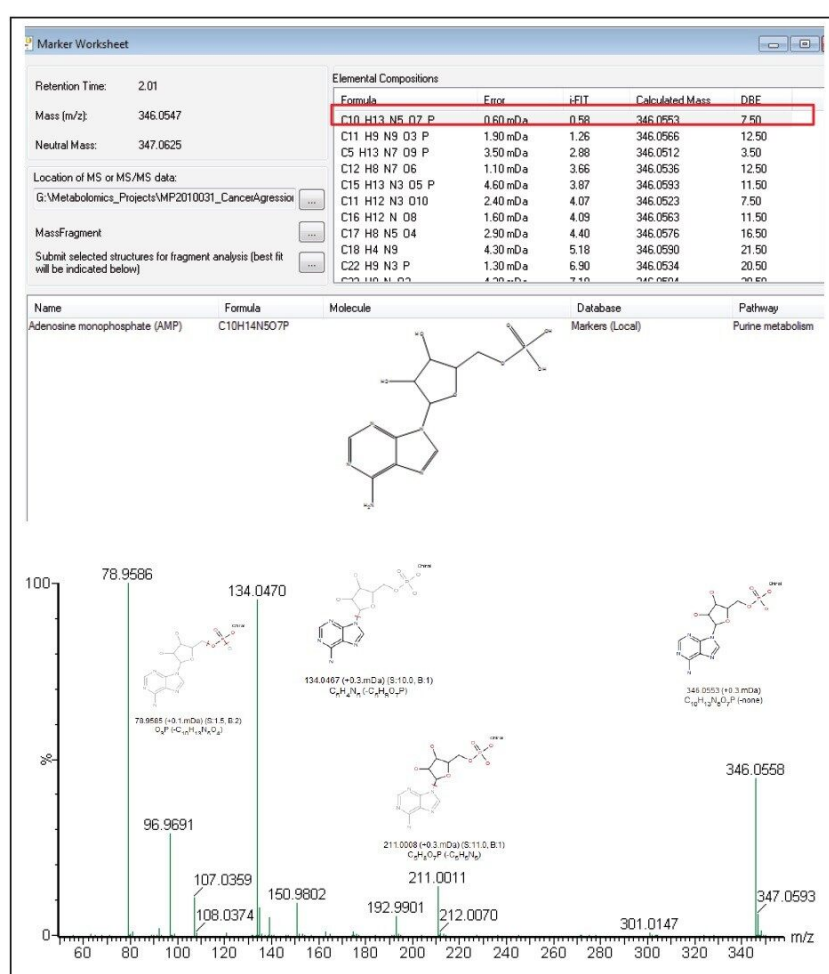 Marker Worksheet
Retention Time: 2.01
Mass (m/z): 346.0547
Neutral Mass: 347.0625
Location of MS or MS/MS data:
G:\Metabolomics_Projects\MP2010031_CancerAgression
...
MassFragment
...
Submit selected structures for fragment analysis (best fit
will be indicated below)
...
Elemental Compositions
Formula Error i-FIT Calculated Mass DBE
C10 H13 N5 O7 P 0.60 mDa 0.58 346.0553 7.50
C11 H9 N9 O3 P 1.90 mDa 1.26 346.0566 12.50
C5 H13 N7 O9 P 3.50 mDa 2.88 346.0512 3.50
C12 H8 N7 O6 1.10 mDa 3.66 346.0536 12.50
C15 H13 N3 O5 P 4.60 mDa 3.87 346.0593 11.50
C11 H12 N3 O10 2.40 mDa 4.07 346.0523 7.50
C16 H12 N O8 1.60 mDa 4.09 346.0563 11.50
C17 H8 N5 O4 2.90 mDa 4.40 346.0576 16.50
C18 H4 N9 4.30 mDa 5.18 346.0590 21.50
C22 H9 N3 P 1.30 mDa 6.90 346.0534 20.50
Name Formula Molecule Database Pathway
Adenosine monophosphate (AMP) C10H14N5O7P Markers (Local) Purine metabolism
HO
HO
OH
OH
H₂N
78.9586
100
134.0470
78.9585 (+0.1.mDa) (S:1.5, B:2)
O₃P (-C₁₀H₁₃N₅O₄)
134.0467 (+0.3.mDa) (S:10.0, B:1)
C₅H₄N₅ (-C₅H₉O₇P)
346.0553 (+0.3.mDa)
C₁₀H₁₃N₅O₇P (-none)
%
346.0558
96.9691
211.0008 (+0.3.mDa) (S:11.0, B:1)
C₅H₈O₇P (-C₅H₅N₅)
107.0359
108.0374
150.9802
192.9901
211.0011
212.0070
301.0147
347.0593
0
m/z
60 80 100 120 140 160 180 200 220 240 260 280 300 320 340